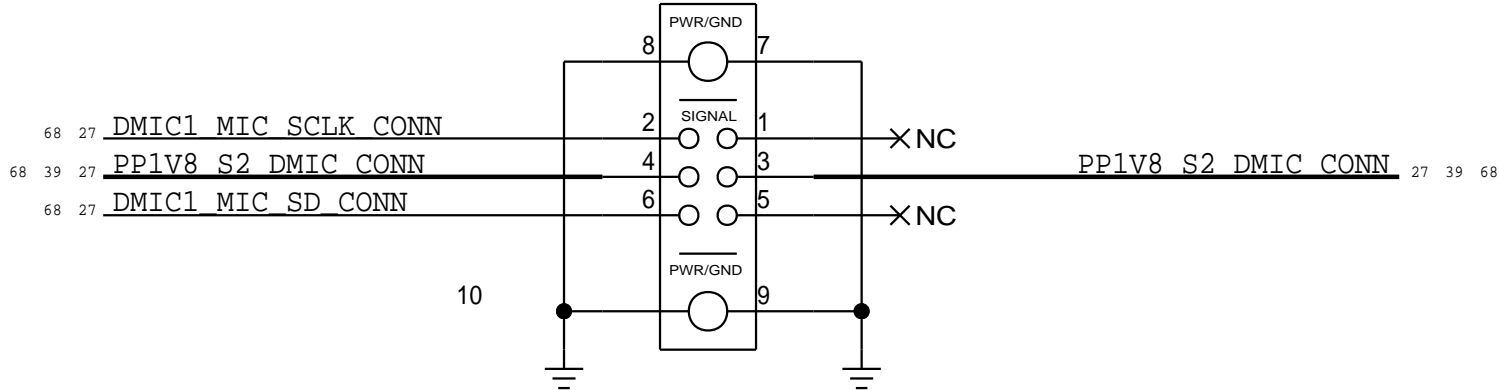 PWR/GND
8 7
SIGNAL
68 27 DMIC1_MIC_SCLK_CONN 2 1 NC
68 39 27 PP1V8_S2_DMIC_CONN 4 3 PP1V8_S2_DMIC_CONN 27 39 68
68 27 DMIC1_MIC_SD_CONN 6 5 NC
PWR/GND
10 9